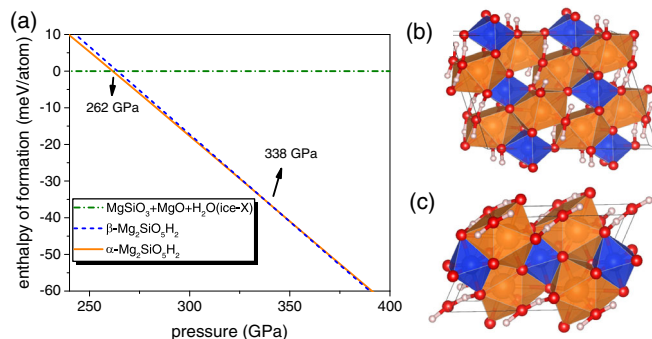 (a)
10
0
-10
-20
-30
-40
-50
-60
enthalpy of formation (meV/atom)
262 GPa
338 GPa
MgSiO₃+MgO+H₂O(ice-X)
β-Mg₂SiO₅H₂
α-Mg₂SiO₅H₂
250 300 350 400
pressure (GPa)
(b)
(c)